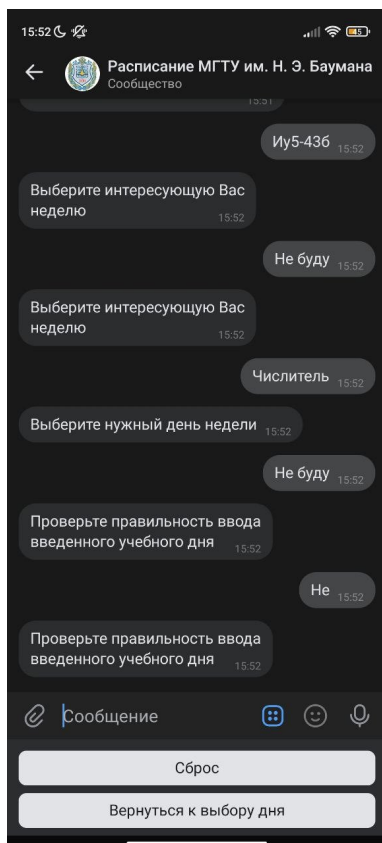 15:52
45
Расписание МГТУ им. Н. Э. Баумана
Сообщество
15:51
Иу5-43б 15:52
Выберите интересующую Вас
неделю 15:52
Не буду 15:52
Выберите интересующую Вас
неделю 15:52
Числитель 15:52
Выберите нужный день недели 15:52
Не буду 15:52
Проверьте правильность ввода
введенного учебного дня 15:52
Не 15:52
Проверьте правильность ввода
введенного учебного дня 15:52
Сообщение
Сброс
Вернуться к выбору дня